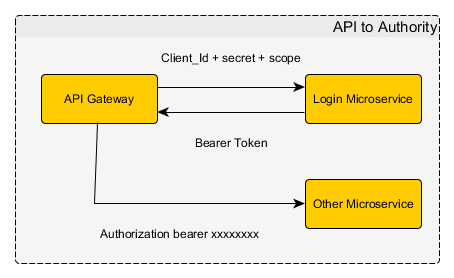 API to Authority
Client_Id + secret + scope
API Gateway
Login Microservice
Bearer Token
Other Microservice
Authorization bearer xxxxxxxx